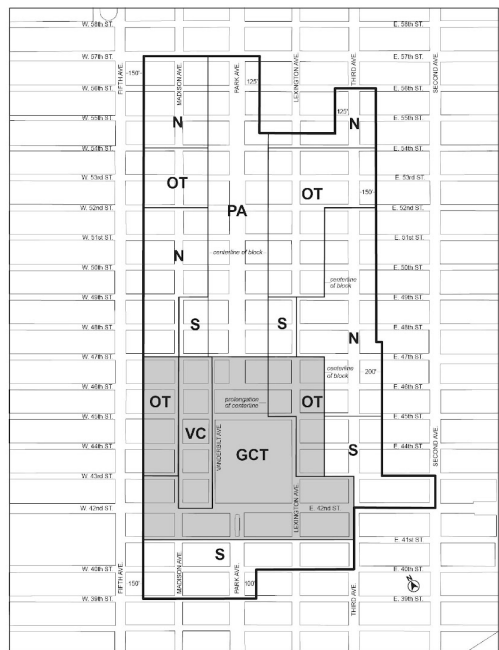 W. 58th ST.
E. 58th ST.
W. 57th ST.
E. 57th ST.
FIFTH AVE.
-150'
MADISON AVE.
PARK AVE.
125'
LEXINGTON AVE.
THIRD AVE.
SECOND AVE.
W. 56th ST.
E. 56th ST.
125'
W. 55th ST.
N
N
E. 55th ST.
W. 54th ST.
E. 54th ST.
W. 53rd ST.
OT
OT
-150'
E. 53rd ST.
W. 52nd ST.
PA
E. 52nd ST.
W. 51st ST.
E. 51st ST.
N
centerline of block
W. 50th ST.
E. 50th ST.
centerline
of block
W. 49th ST.
E. 49th ST.
W. 48th ST.
S
S
E. 48th ST.
N
W. 47th ST.
E. 47th ST.
centerline
of block
200'
W. 46th ST.
E. 46th ST.
OT
prolongation
of centerline
OT
W. 45th ST.
E. 45th ST.
VC
VANDERBILT AVE.
W. 44th ST.
GCT
S
E. 44th ST.
SECOND AVE.
W. 43rd ST.
E. 43rd ST.
W. 42nd ST.
LEXINGTON AVE.
E. 42nd ST.
E. 41st ST.
S
W. 40th ST.
E. 40th ST.
FIFTH AVE.
150'
MADISON AVE.
PARK AVE.
100'
THIRD AVE.
W. 39th ST.
E. 39th ST.